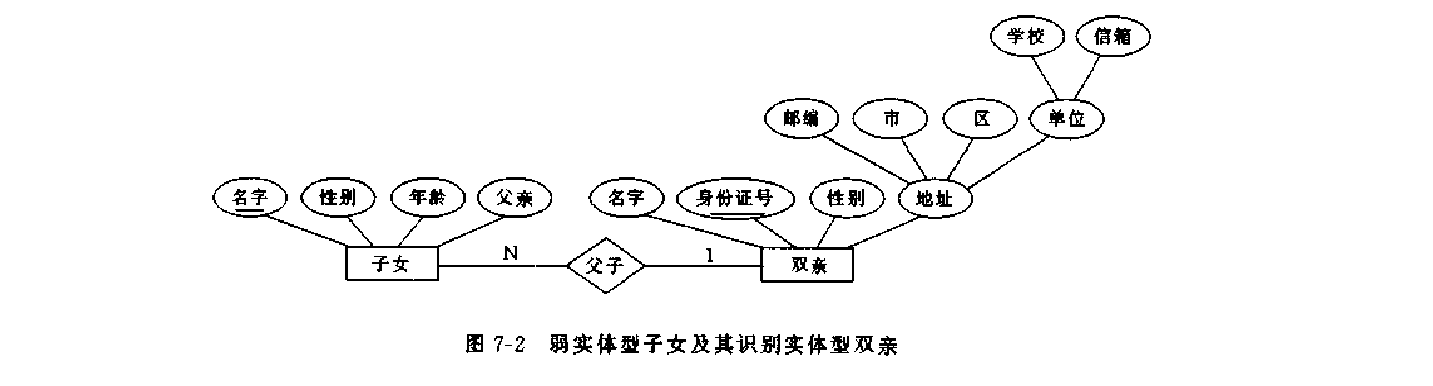 学校 信箱
邮编 市 区 单位
名字 性别 年龄 父亲 名字 身份证号 性别 地址
子女 N 父子 1 双亲
图 7-2 弱实体型子女及其识别实体型双亲